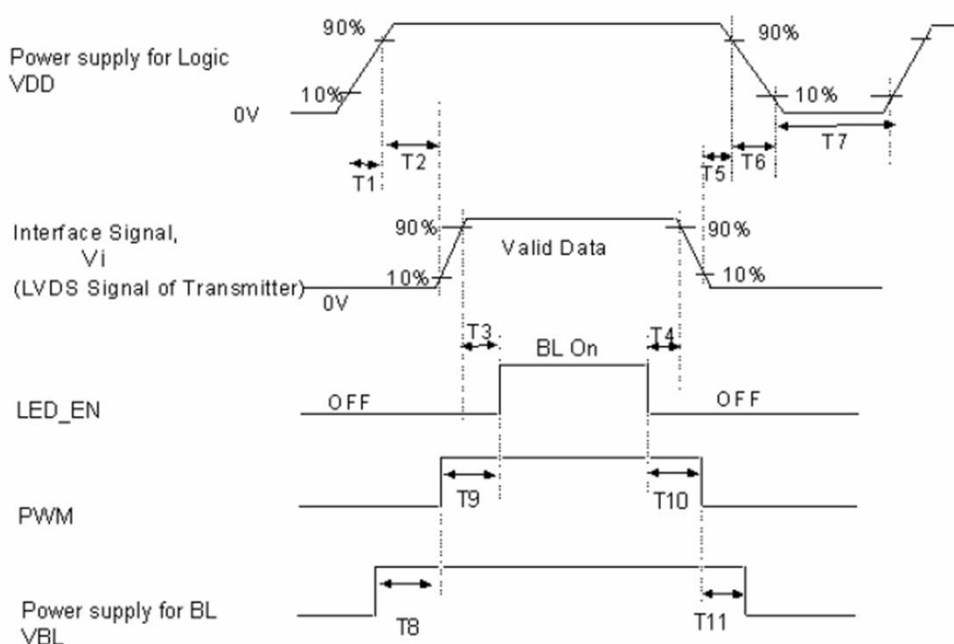 90%
90%
Power supply for Logic
VDD
10%
10%
0V
T1
T2
T5
T6
T7
Interface Signal,
Vi
(LVDS Signal of Transmitter)
90%
Valid Data
90%
10%
10%
0V
T3
BL On
T4
LED_EN
OFF
OFF
T9
T10
PWM
Power supply for BL
VBL
T8
T11